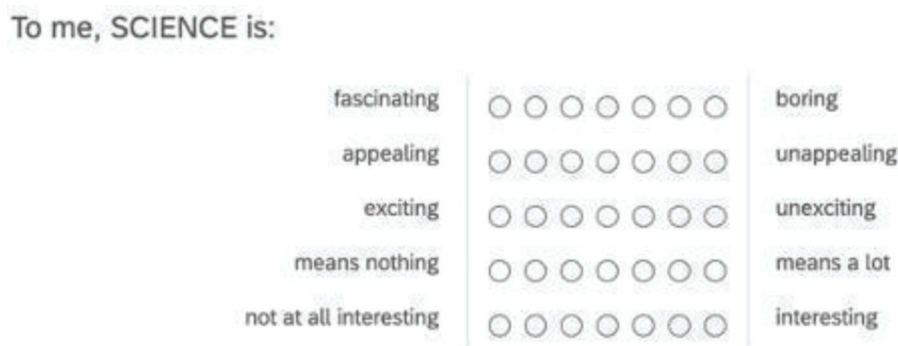 To me, SCIENCE is:
fascinating boring
appealing unappealing
exciting unexciting
means nothing means a lot
not at all interesting interesting